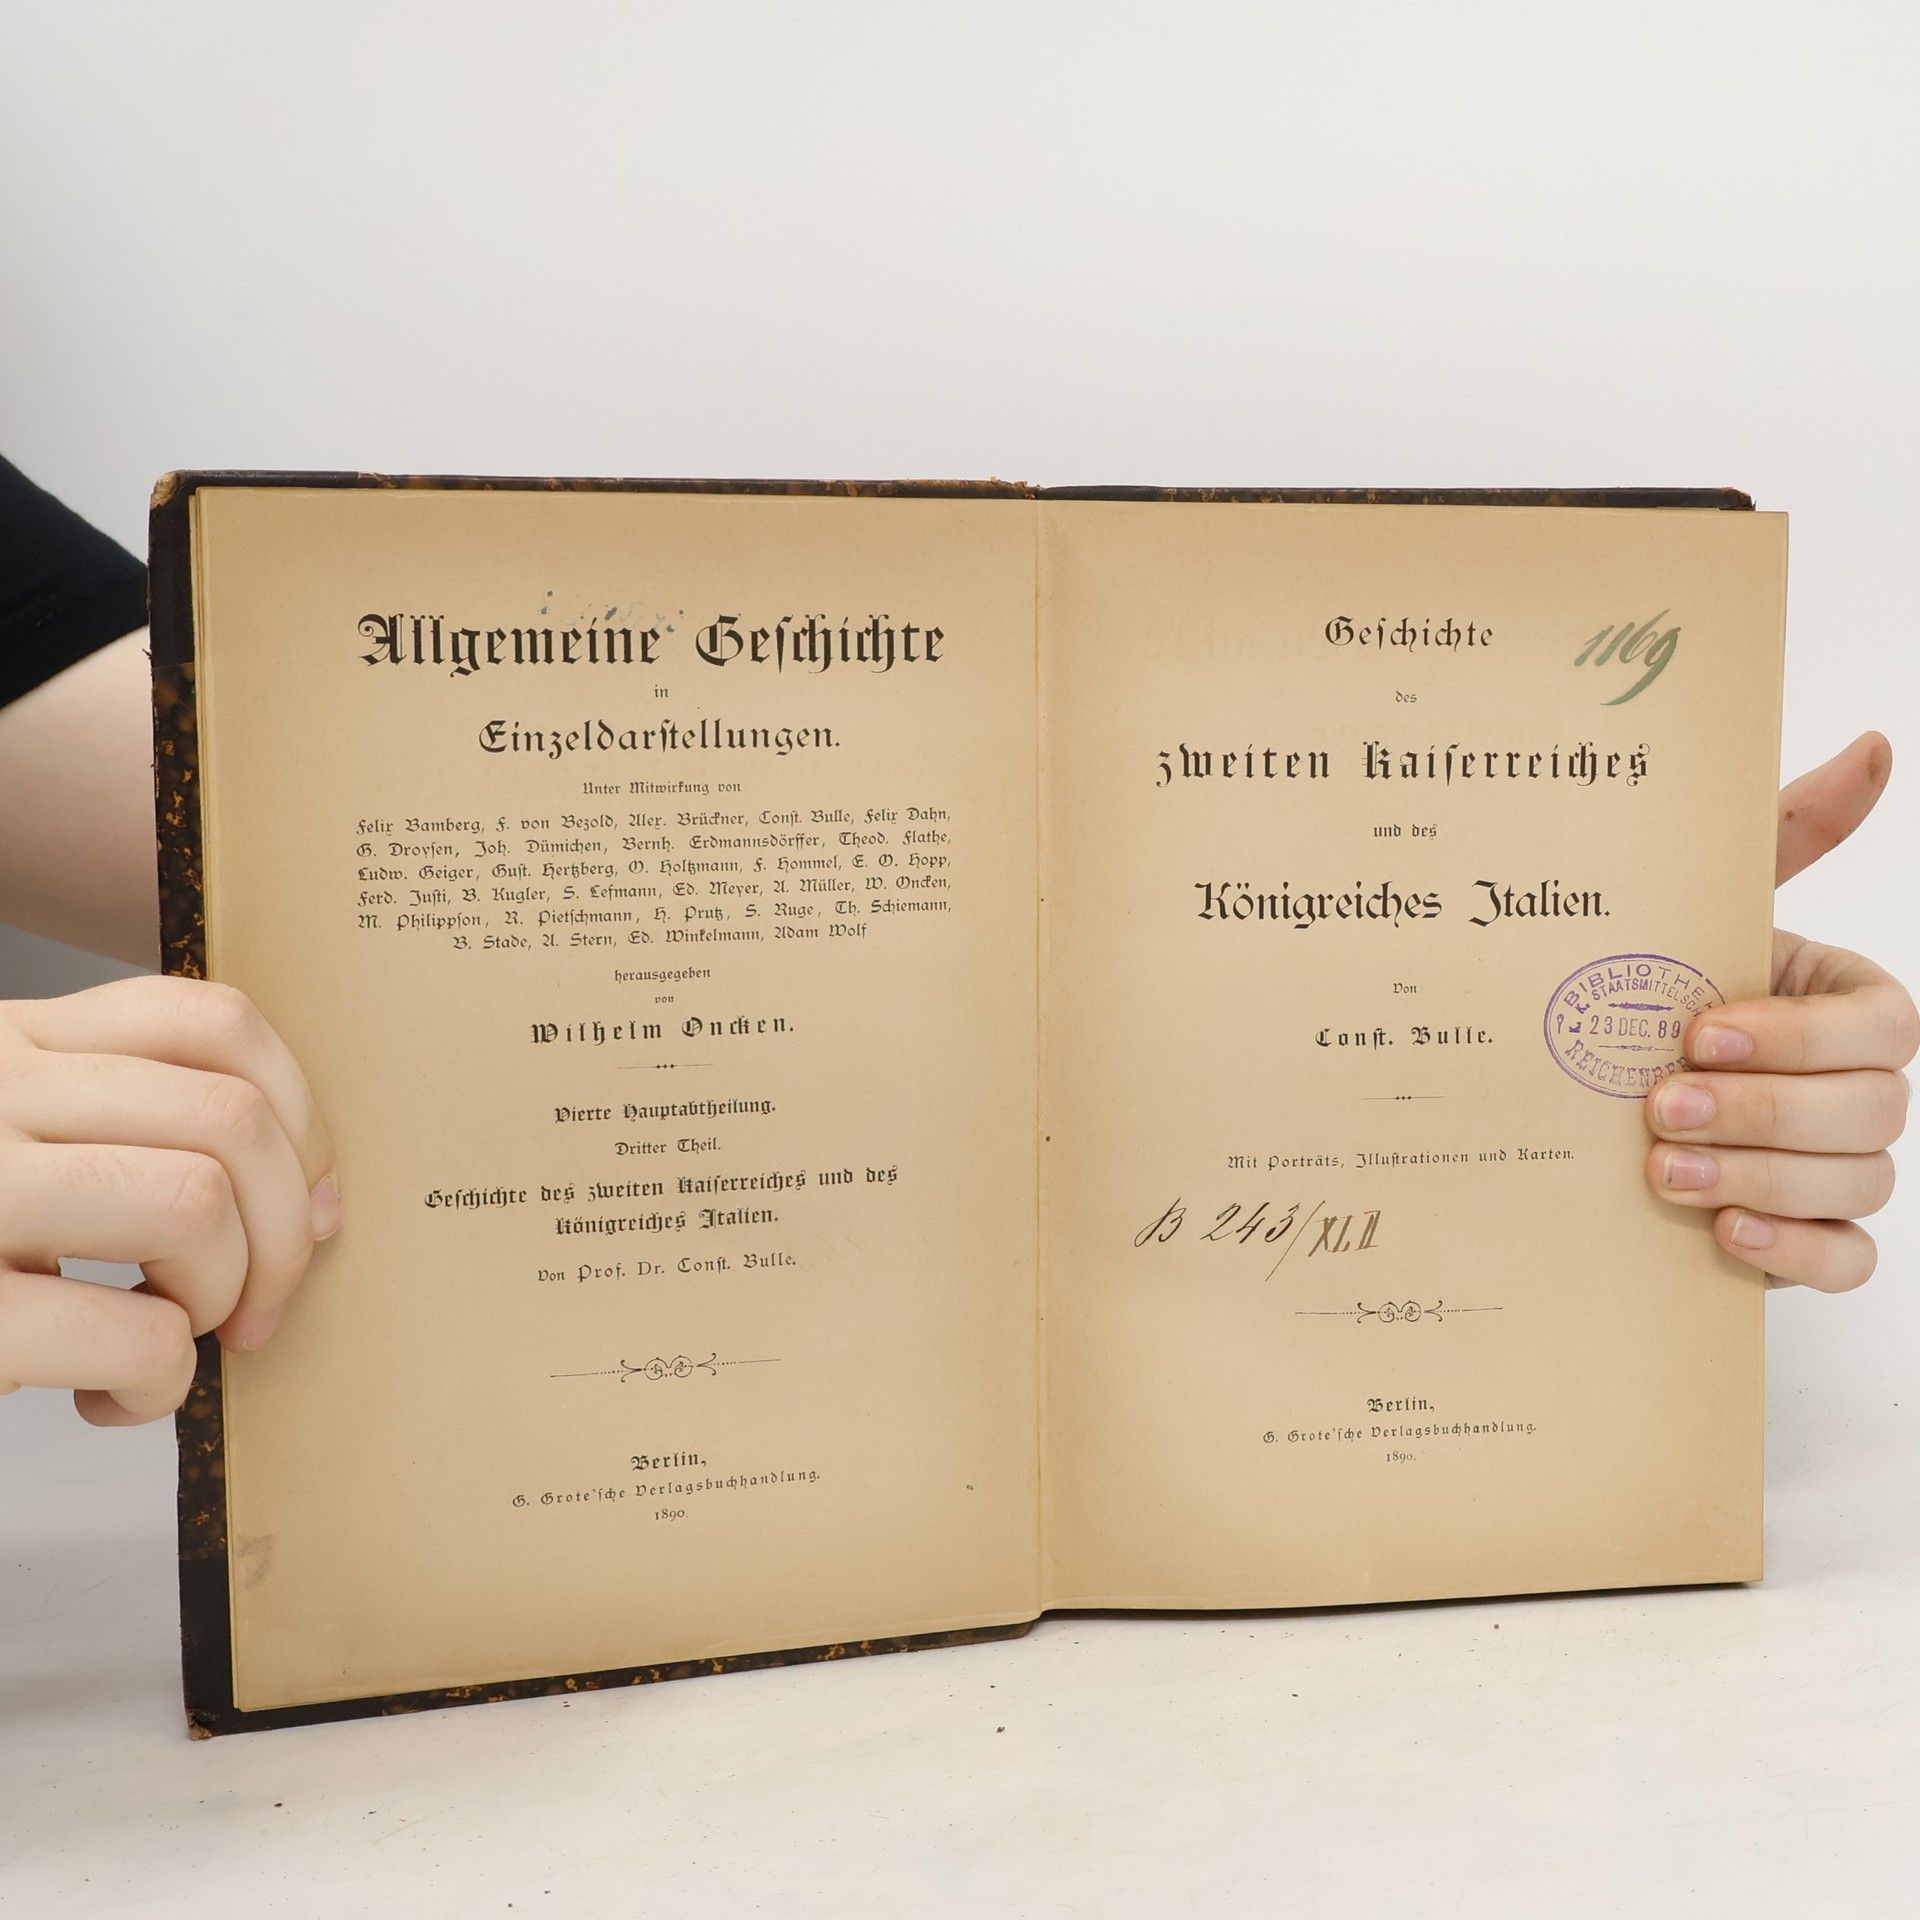 Allgemeine Geschichte
in
Einzeldarstellungen.
Unter Mitwirkung von
Felix Bamberg, F. von Bezold, Alex. Brückner, Const. Bulle, Felix Dahn,
G. Droysen, Joh. Dümichen, Bernh. Erdmannsdörffer, Theod. Flathe,
Ludw. Geiger, Gust. Hertzberg, O. Holtzmann, F. Hommel, E. O. Hopp,
Ferd. Justi, B. Kugler, S. Lefmann, Ed. Meyer, A. Müller, W. Oncken,
M. Philippson, R. Pietschmann, H. Prutz, S. Ruge, Th. Schiemann,
B. Stade, A. Stern, Ed. Winkelmann, Adam Wolf
herausgegeben
von
Wilhelm Oncken.
Vierte Hauptabtheilung.
Dritter Theil.
Geschichte des zweiten Kaiserreiches und des
Königreiches Italien.
Von Prof. Dr. Const. Bulle.
Berlin,
G. Grote'sche Verlagsbuchhandlung.
1890.
Geschichte
1169
des
zweiten Kaiserreiches
und des
Königreiches Italien.
Von
Const. Bulle.
BIBLIOTHE
STAATSMITTELSCH
23 DEC. 89
REICHENBER
Mit Porträts, Illustrationen und Karten.
B 243/XI, II
Berlin,
G. Grote'sche Verlagsbuchhandlung.
1890.